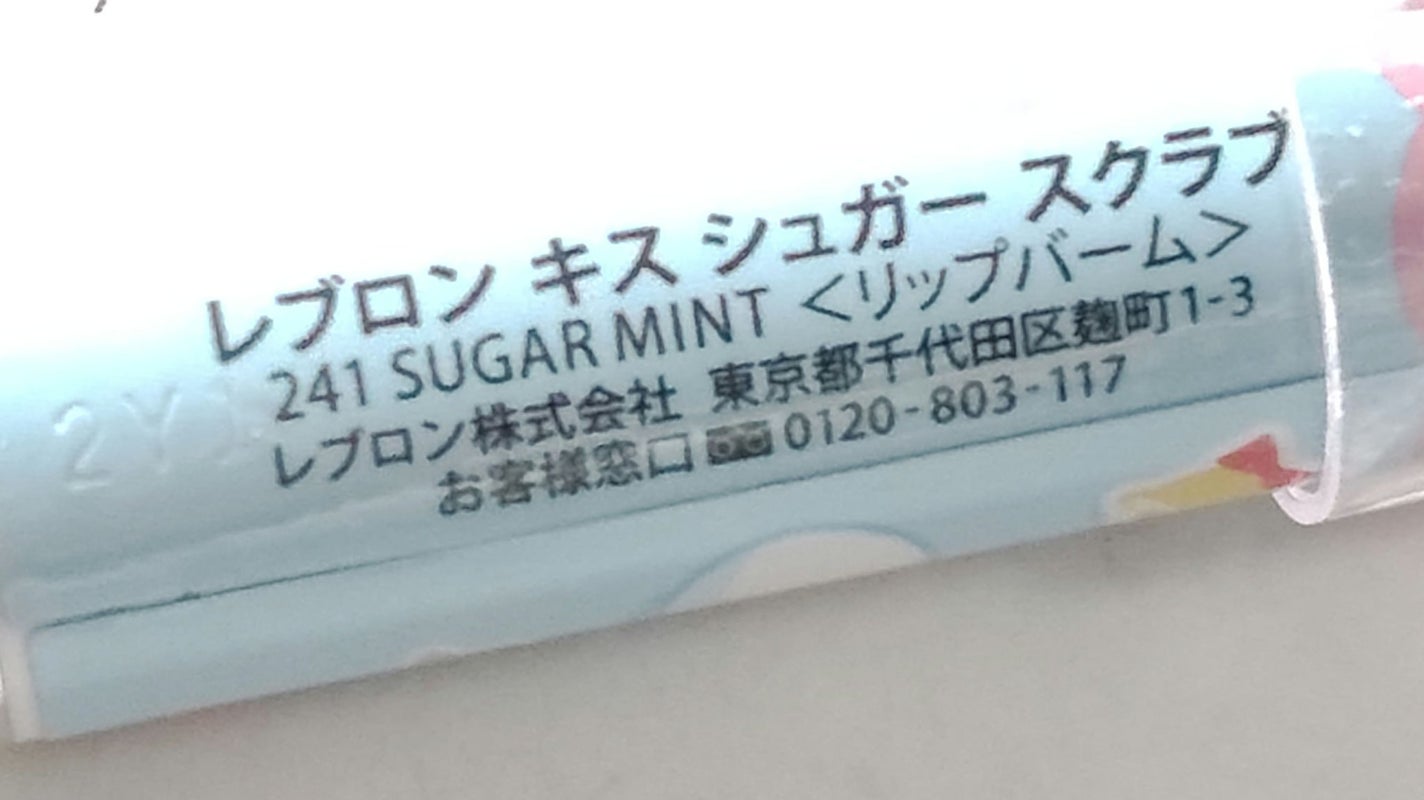 レブロン キス シュガー スクラブ
241 SUGAR MINT ＜リップバーム＞
レブロン株式会社 東京都千代田区麹町1-3
お客様窓口 0120-803-117
2Y